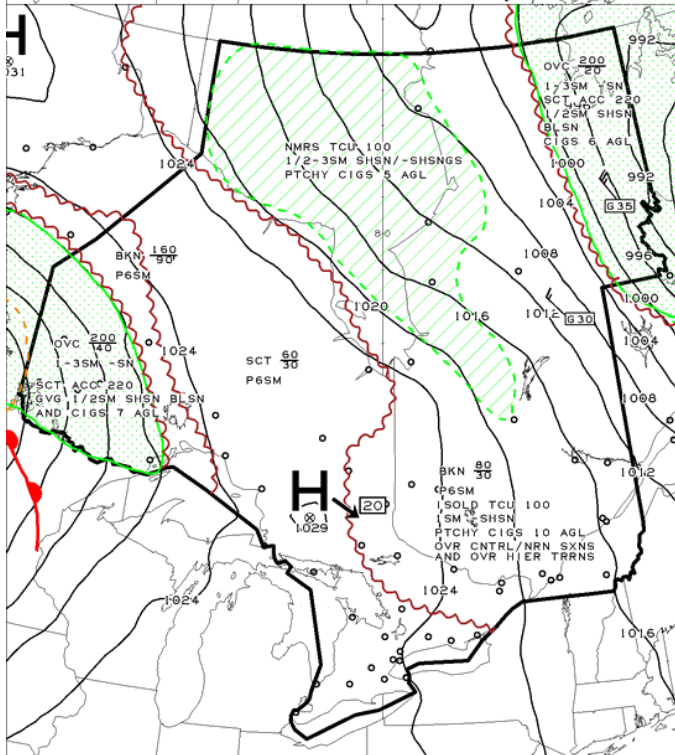 H
1031
992
OVC 200
20
1-3SM -SN
SCT ACC 220
1/2SM SHSN
BLSN
CIGS 6 AGL
1000
992
1004
G35
996
1000
NMRS TCU 100
1/2-3SM SHSN/-SHSNGS
PTCHY CIGS 5 AGL
1024
80
1008
BKN 160
90
P6SM
1020
1016
1012
G30
1004
OVC 200
40
1-3SM -SN
SCT ACC 220
GVG 1/2SM SHSN BLSN
AND CIGS 7 AGL
1024
SCT 60
30
P6SM
1008
H
1029
20
BKN 80
30
P6SM
ISOLD TCU 100
1SM -SHSN
PTCHY CIGS 10 AGL
OVR CNTRL/NRN SXNS
AND OVR HIER TRRNS
1012
1024
1024
1016